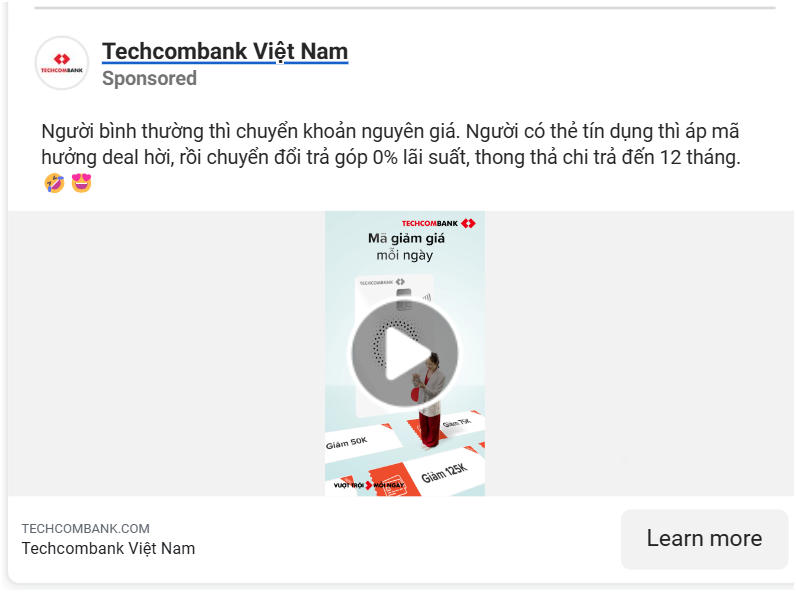 TECHCOMBANK
Techcombank Việt Nam
Sponsored
Người bình thường thì chuyển khoản nguyên giá. Người có thẻ tín dụng thì áp mã
hưởng deal hời, rồi chuyển đổi trả góp 0% lãi suất, thong thả chi trả đến 12 tháng.
TECHCOMBANK
Mã giảm giá
mỗi ngày
TECHCOMBANK
Giảm 50K
Giảm 75K
Giảm 125K
VƯỢT TRỘI MỖI NGÀY
TECHCOMBANK.COM
Techcombank Việt Nam
Learn more